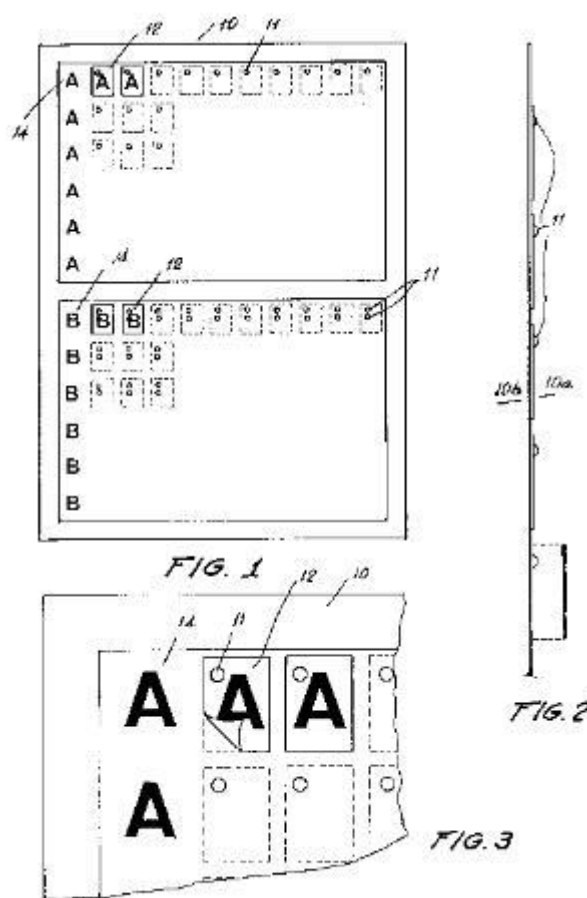 12 10 11
A A A
14
A
A
A
A
A
14 12 11
B B B
B
B
B
B
B
FIG. 1
11
10b 10a
FIG. 2
14 11 12 10
A A A
A
FIG. 3